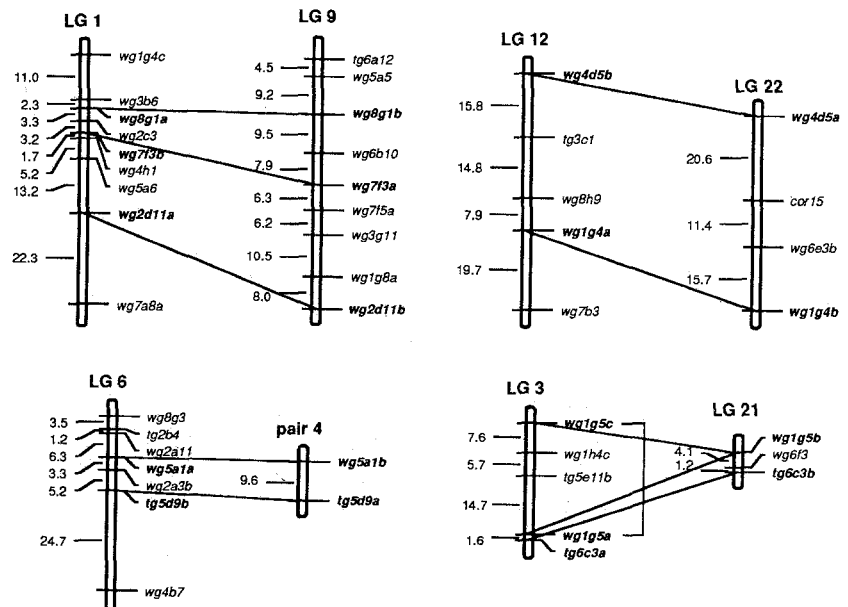 LG 1
wg1g4c
11.0
2.3
wg3b6
3.3
wg8g1a
3.2
wg2c3
1.7
wg7f3b
5.2
wg4h1
13.2
wg5a6
wg2d11a
22.3
wg7a8a
LG 9
tg6a12
4.5
wg5a5
9.2
wg8g1b
9.5
wg6b10
7.9
wg7f3a
6.3
wg7f5a
6.2
wg3g11
10.5
wg1g8a
8.0
wg2d11b
LG 12
wg4d5b
15.8
tg3c1
14.8
wg8h9
7.9
wg1g4a
19.7
wg7b3
LG 22
wg4d5a
20.6
cor15
11.4
wg6e3b
15.7
wg1g4b
LG 6
wg8g3
3.5
tg2b4
1.2
wg2a11
6.3
wg5a1a
3.3
wg2a3b
5.2
tg5d9b
24.7
wg4b7
pair 4
wg5a1b
9.6
tg5d9a
LG 3
wg1g5c
7.6
wg1h4c
5.7
tg5e11b
14.7
wg1g5a
1.6
tg6c3a
LG 21
wg1g5b
4.1
wg6f3
1.2
tg6c3b